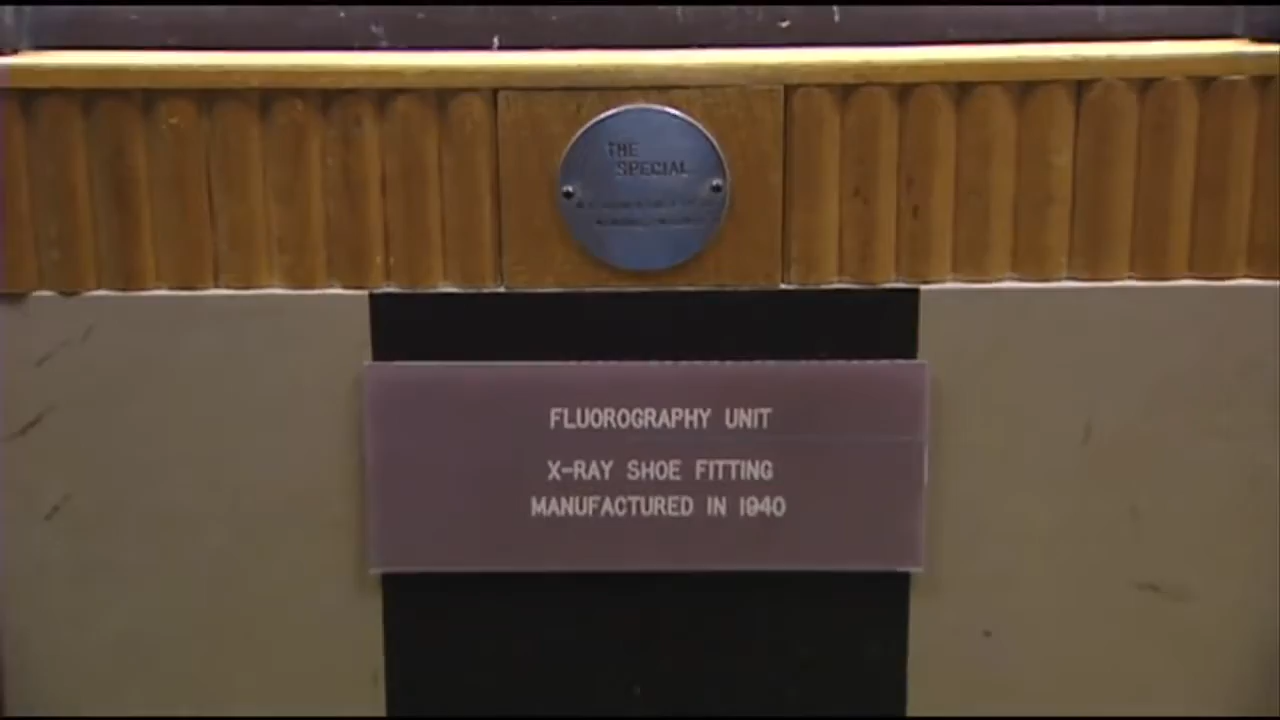 THE
SPECIAL
FLUOROGRAPHY UNIT
X-RAY SHOE FITTING
MANUFACTURED IN 1940